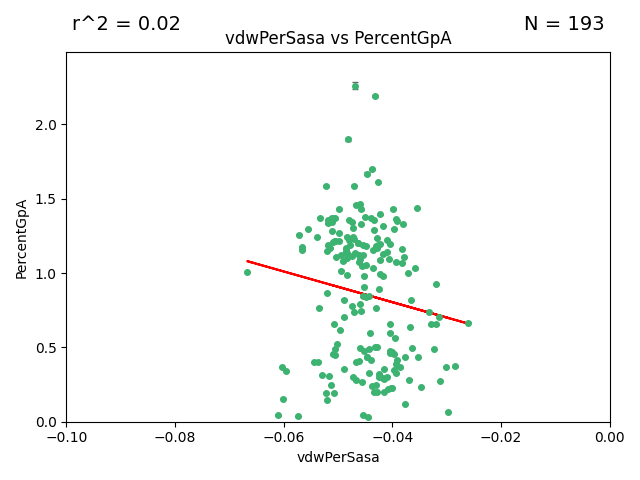 r^2 = 0.02
N = 193
vdwPerSasa vs PercentGpA
PercentGpA
2.0
1.5
1.0
0.5
0.0
−0.10
−0.08
−0.06
−0.04
−0.02
0.00
vdwPerSasa